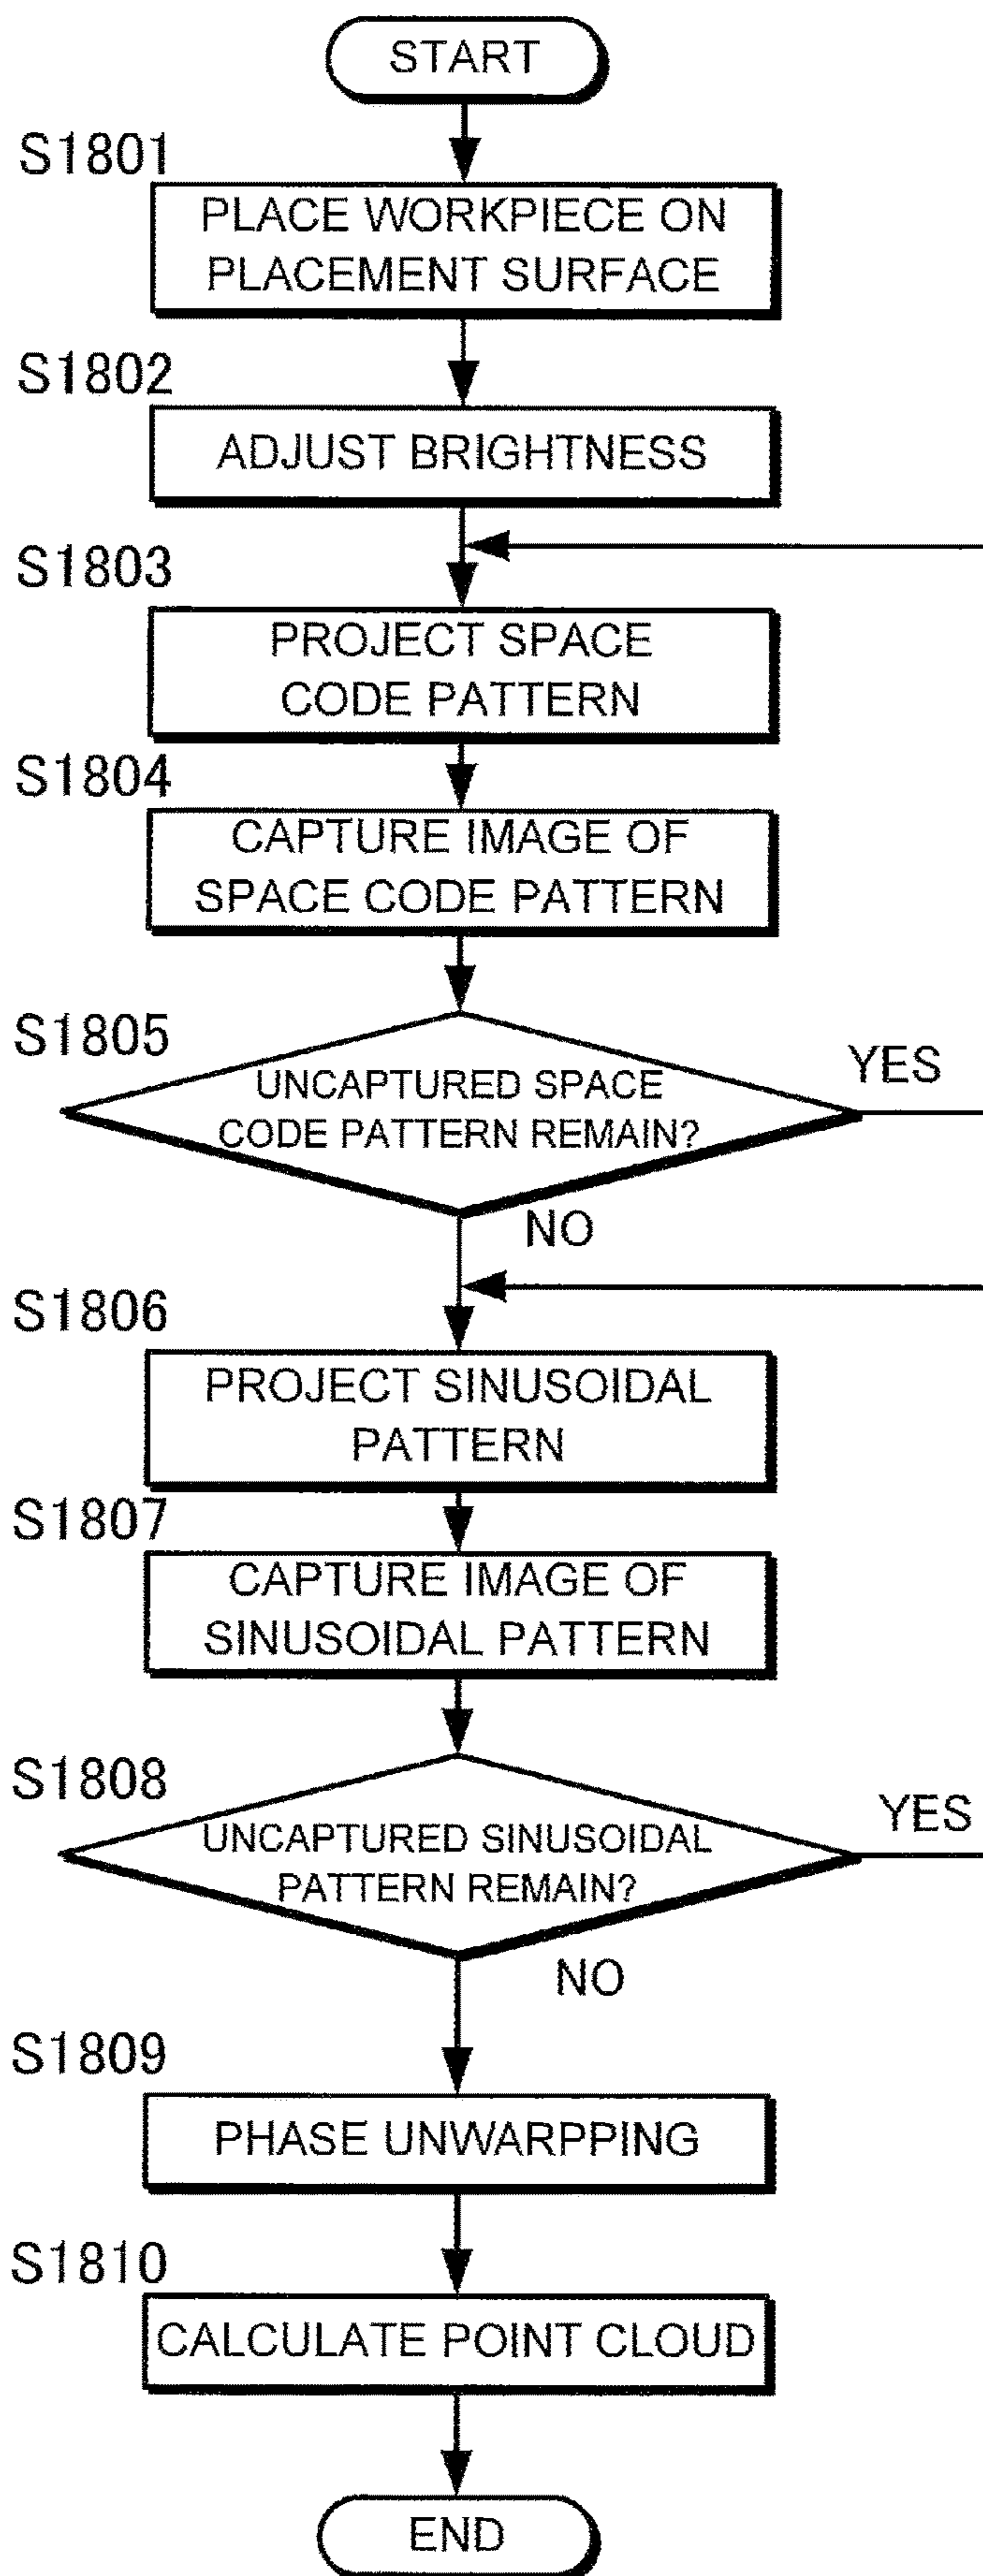 START
S1801
PLACE WORKPIECE ON
PLACEMENT SURFACE
S1802
ADJUST BRIGHTNESS
S1803
PROJECT SPACE
CODE PATTERN
S1804
CAPTURE IMAGE OF
SPACE CODE PATTERN
S1805
UNCAPTURED SPACE
CODE PATTERN REMAIN?
YES
NO
S1806
PROJECT SINUSOIDAL
PATTERN
S1807
CAPTURE IMAGE OF
SINUSOIDAL PATTERN
S1808
UNCAPTURED SINUSOIDAL
PATTERN REMAIN?
YES
NO
S1809
PHASE UNWARPPING
S1810
CALCULATE POINT CLOUD
END